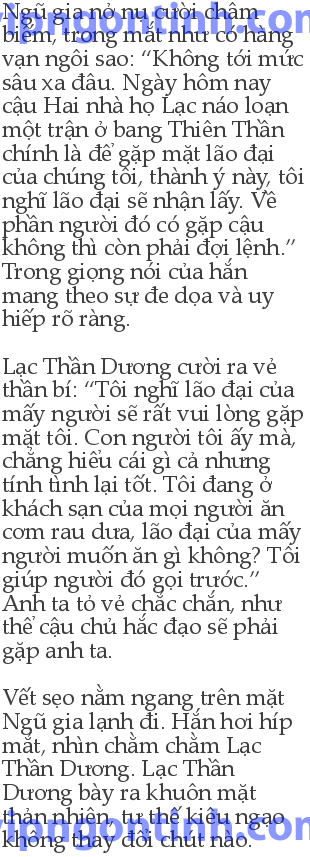 Ngũ gia nở nụ cười châm
biếm, trong mắt như có hàng
vạn ngôi sao: “Không tới mức
sâu xa đâu. Ngày hôm nay
cậu Hai nhà họ Lạc náo loạn
một trận ở bang Thiên Thần
chính là để gặp mặt lão đại
của chúng tôi, thành ý này, tôi
nghĩ lão đại sẽ nhận lấy. Về
phần người đó có gặp cậu
không thì còn phải đợi lệnh.”
Trong giọng nói của hắn
mang theo sự đe dọa và uy
hiếp rõ ràng.
Lạc Thần Dương cười ra vẻ
thần bí: “Tôi nghĩ lão đại của
mấy người sẽ rất vui lòng gặp
mặt tôi. Con người tôi ấy mà,
chẳng hiểu cái gì cả nhưng
tính tình lại tốt. Tôi đang ở
khách sạn của mọi người ăn
cơm rau dưa, lão đại của mấy
người muốn ăn gì không? Tôi
giúp người đó gọi trước.”
Anh ta tỏ vẻ chắc chắn, như
thể cậu chủ hắc đạo sẽ phải
gặp anh ta.
Vết sẹo nằm ngang trên mặt
Ngũ gia lạnh đi. Hắn hơi híp
mắt, nhìn chằm chằm Lạc
Thần Dương. Lạc Thần
Dương bày ra khuôn mặt
thản nhiên, tư thế kiêu ngạo
không thay đổi chút nào.